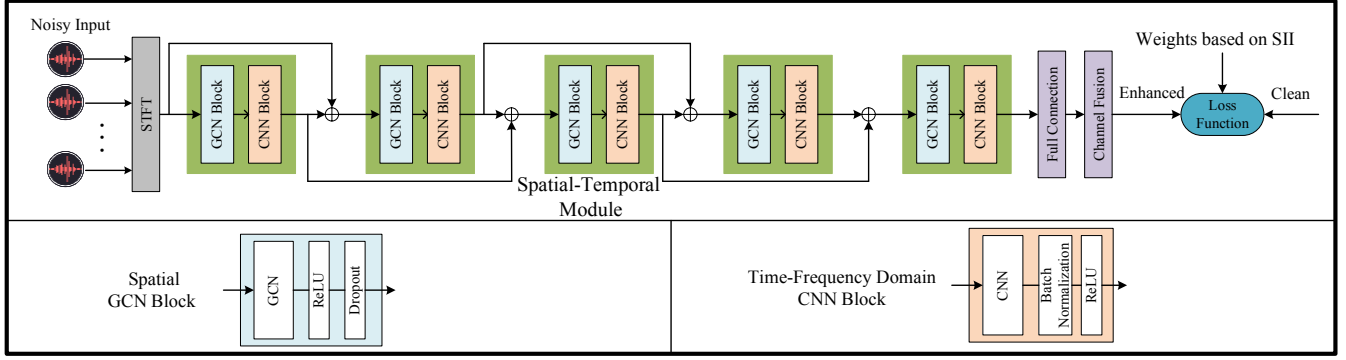 Noisy Input
STFT
GCN Block
CNN Block
GCN Block
CNN Block
GCN Block
CNN Block
GCN Block
CNN Block
GCN Block
CNN Block
Spatial-Temporal
Module
Full Connection
Channel Fusion
Weights based on SII
Enhanced
Loss
Function
Clean
Spatial
GCN Block
GCN
ReLU
Dropout
Time-Frequency Domain
CNN Block
CNN
Batch
Normalization
ReLU